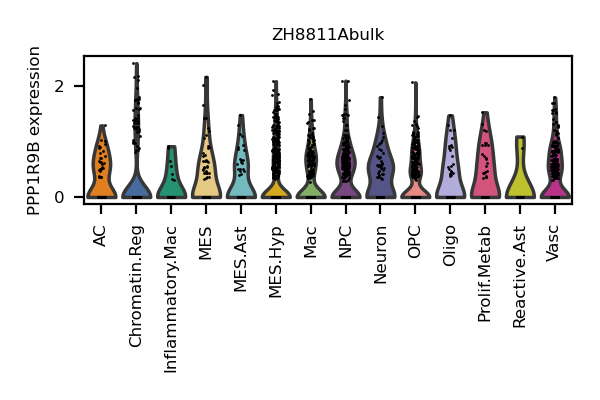 ZH8811Abulk
PPP1R9B expression
2
0
AC
Chromatin.Reg
Inflammatory.Mac
MES
MES.Ast
MES.Hyp
Mac
NPC
Neuron
OPC
Oligo
Prolif.Metab
Reactive.Ast
Vasc